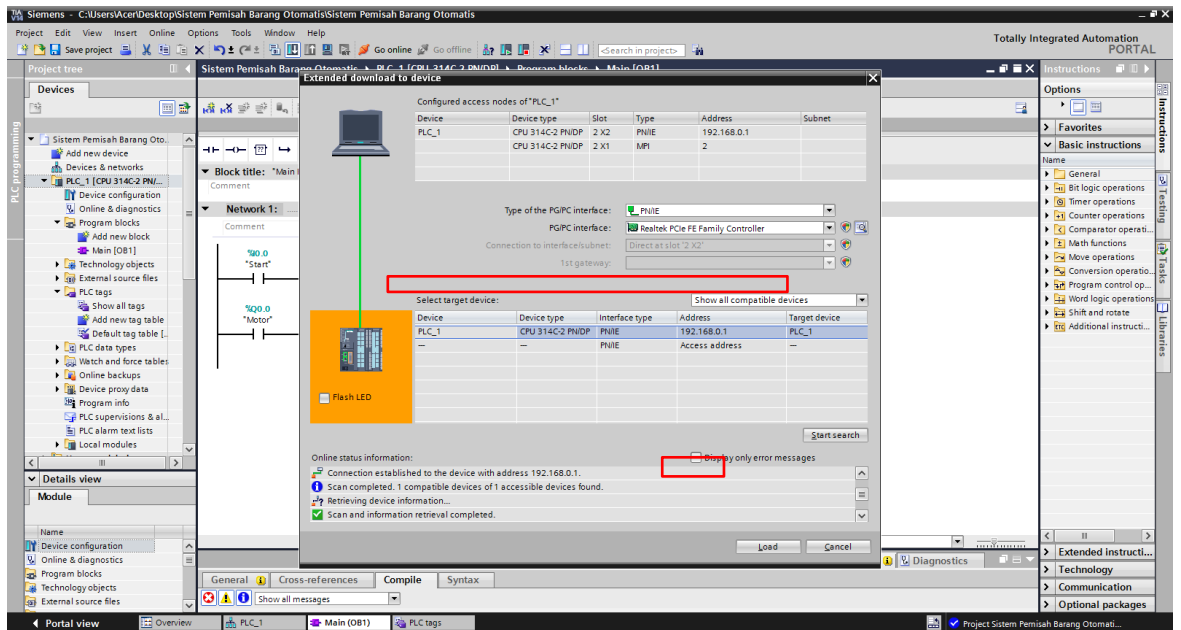 Siemens - C:\Users\Acer\Desktop\Sistem Pemisah Barang Otomatis\Sistem Pemisah Barang Otomatis
Project Edit View Insert Online Options Tools Window Help
Totally Integrated Automation
PORTAL
Save project Go online Go offline <Search in project>
Project tree
Devices
PLC programming
Sistem Pemisah Barang Oto..
Add new device
Devices & networks
PLC_1 [CPU 314C-2 PN/...
Device configuration
Online & diagnostics
Program blocks
Add new block
Main [OB1]
Technology objects
External source files
PLC tags
Show all tags
Add new tag table
Default tag table [..
PLC data types
Watch and force tables
Online backups
Device proxy data
Program info
PLC supervisions & al...
PLC alarm text lists
Local modules
Details view
Module
Name
Device configuration
Online & diagnostics
Program blocks
Technology objects
External source files
Sistem Pemisah Barang Otomatis PLC_1 [CPU 314C-2 PN/DP] Program blocks Main [OB1]
Block title: "Main
Comment
Network 1: .....
Comment
%I0.0
"Start"
%Q0.0
"Motor"
Extended download to device
Configured access nodes of "PLC_1"
Device Device type Slot Type Address Subnet
PLC_1 CPU 314C-2 PN/DP 2 X2 PN/IE 192.168.0.1
CPU 314C-2 PN/DP 2 X1 MPI 2
Type of the PG/PC interface: PN/IE
PG/PC interface: Realtek PCIe FE Family Controller
Connection to interface/subnet: Direct at slot '2 X2'
1st gateway:
Select target device: Show all compatible devices
Device Device type Interface type Address Target device
PLC_1 CPU 314C-2 PN/DP PN/IE 192.168.0.1 PLC_1
— — PN/IE Access address —
Flash LED
Start search
Online status information: Display only error messages
Connection established to the device with address 192.168.0.1.
Scan completed. 1 compatible devices of 1 accessible devices found.
Retrieving device information...
Scan and information retrieval completed.
Load Cancel
Diagnostics
General Cross-references Compile Syntax
Show all messages
Instructions
Options
Favorites
Basic instructions
Name
General
Bit logic operations
Timer operations
Counter operations
Comparator operati...
Math functions
Move operations
Conversion operatio...
Program control op...
Word logic operations
Shift and rotate
Additional instructi...
Extended instructi...
Technology
Communication
Optional packages
Instructions
Testing
Tasks
Libraries
Portal view Overview PLC_1 Main (OB1) PLC tags
Project Sistem Pemisah Barang Otomati...